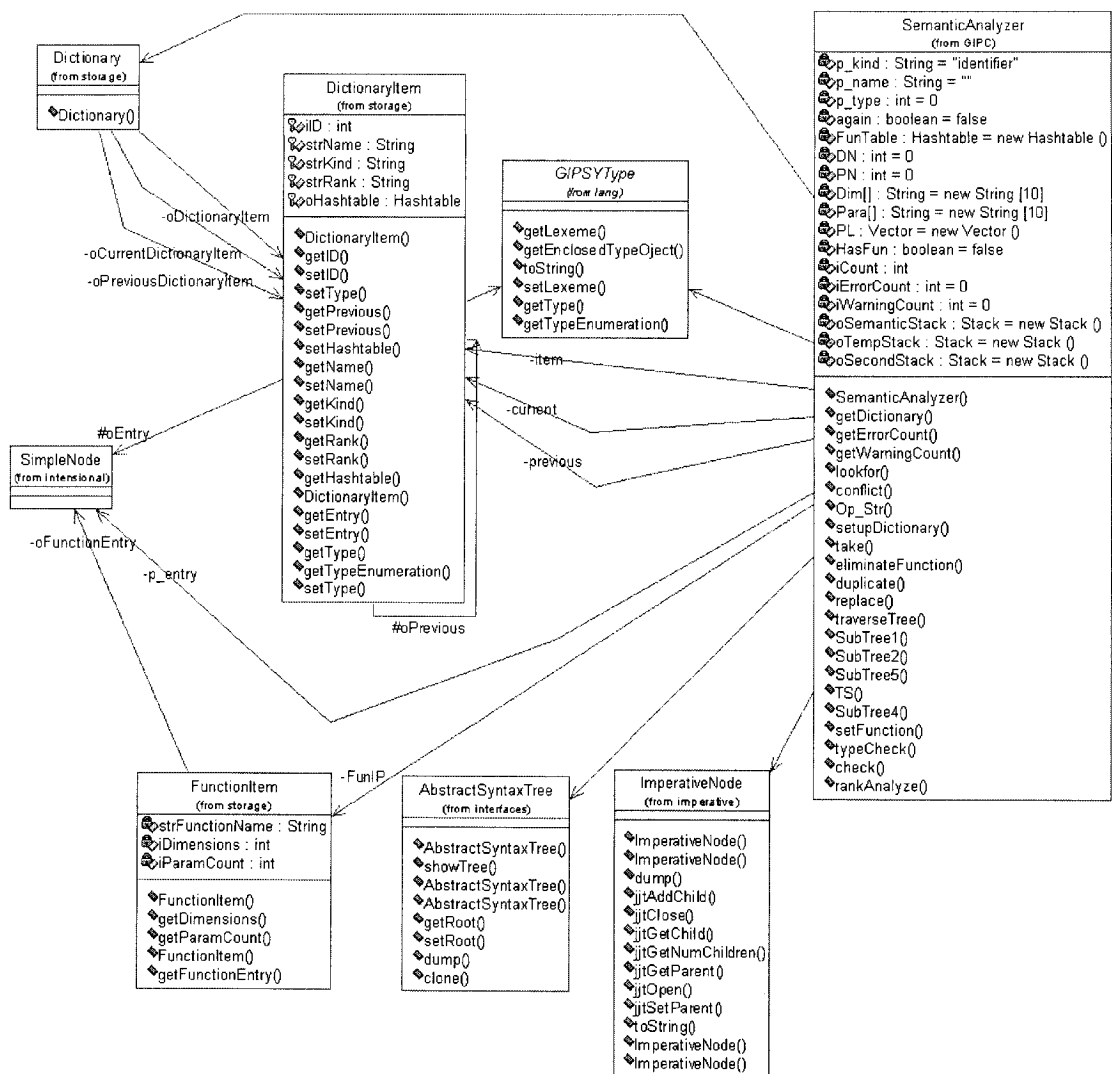 Dictionary
(from storage)
Dictionary()
DictionaryItem
(from storage)
iID : int
strName : String
strKind : String
strRank : String
oHashtable : Hashtable
DictionaryItem()
getID()
setID()
setType()
getPrevious()
setPrevious()
setHashtable()
getName()
setName()
getKind()
setKind()
getRank()
setRank()
getHashtable()
DictionaryItem()
getEntry()
setEntry()
getType()
getTypeEnumeration()
setType()
-oDictionaryItem
-oCurrentDictionaryItem
-oPreviousDictionaryItem
GIPSYType
(from lang)
getLexeme()
getEnclosedTypeOject()
toString()
setLexeme()
getType()
getTypeEnumeration()
SemanticAnalyzer
(from GIPC)
p_kind : String = "identifier"
p_name : String = ""
p_type : int = 0
again : boolean = false
FunTable : Hashtable = new Hashtable ()
DN : int = 0
PN : int = 0
Dim[] : String = new String [10]
Para[] : String = new String [10]
PL : Vector = new Vector ()
HasFun : boolean = false
iCount : int
iErrorCount : int = 0
iWarningCount : int = 0
oSemanticStack : Stack = new Stack ()
oTempStack : Stack = new Stack ()
oSecondStack : Stack = new Stack ()
SemanticAnalyzer()
getDictionary()
getErrorCount()
getWarningCount()
lookfor()
conflict()
Op_Str()
setupDictionary()
take()
eliminateFunction()
duplicate()
replace()
traverseTree()
SubTree1()
SubTree2()
SubTree5()
TS()
SubTree4()
setFunction()
typeCheck()
check()
rankAnalyze()
-item
-current
-previous
#oEntry
SimpleNode
(from intensional)
-oFunctionEntry
-p_entry
#oPrevious
-FunIP
FunctionItem
(from storage)
strFunctionName : String
iDimensions : int
iParamCount : int
FunctionItem()
getDimensions()
getParamCount()
FunctionItem()
getFunctionEntry()
AbstractSyntaxTree
(from interfaces)
AbstractSyntaxTree()
showTree()
AbstractSyntaxTree()
AbstractSyntaxTree()
getRoot()
setRoot()
dump()
clone()
ImperativeNode
(from imperative)
ImperativeNode()
ImperativeNode()
dump()
jjtAddChild()
jjtClose()
jjtGetChild()
jjtGetNumChildren()
jjtGetParent()
jjtOpen()
jjtSetParent()
toString()
ImperativeNode()
ImperativeNode()